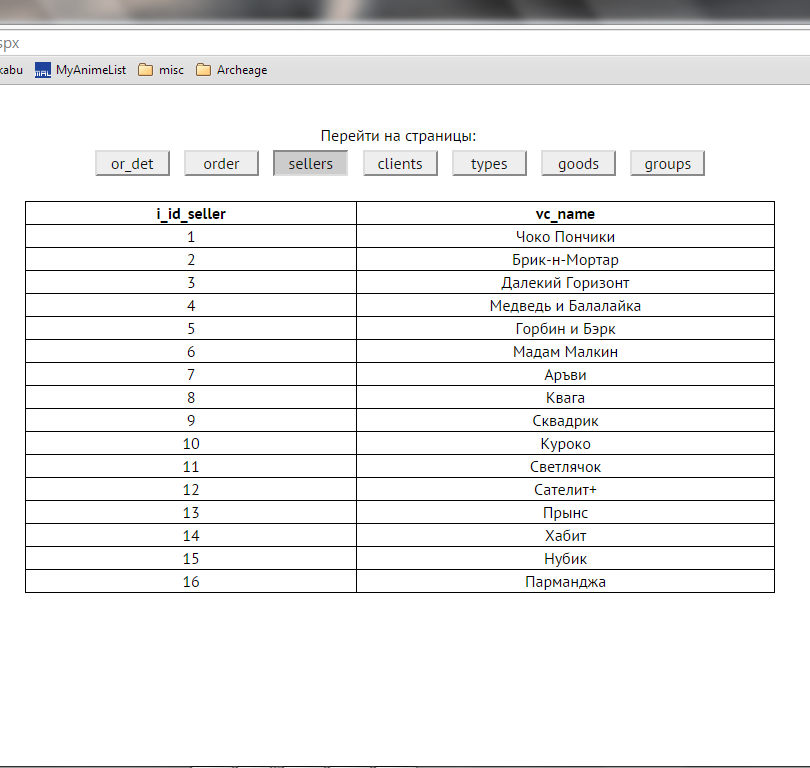 spx
kabu MyAnimeList misc Archeage
Перейти на страницы:
or_det order sellers clients types goods groups
i_id_seller vc_name
1 Чоко Пончики
2 Брик-н-Мортар
3 Далекий Горизонт
4 Медведь и Балалайка
5 Горбин и Бэрк
6 Мадам Малкин
7 Аръви
8 Квага
9 Сквадрик
10 Куроко
11 Светлячок
12 Сателит+
13 Прынс
14 Хабит
15 Нубик
16 Парманджа